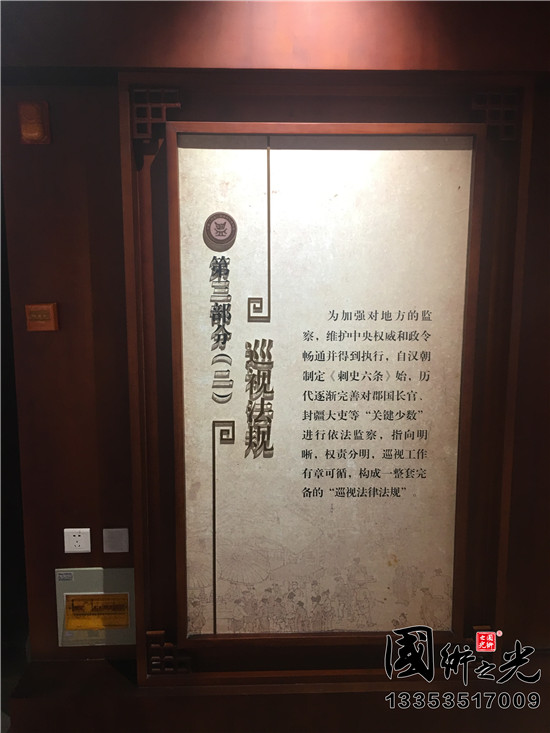 第三部分（二）
巡视法规
为加强对地方的监
察，维护中央权威和政令
畅通并得到执行，自汉朝
制定《刺史六条》始，历
代逐渐完善对郡国长官、
封疆大吏等“关键少数”
进行依法监察，指向明
晰，权责分明，巡视工作
有章可循，构成一整套完
备的“巡视法律法规”
國術之光
13353517009